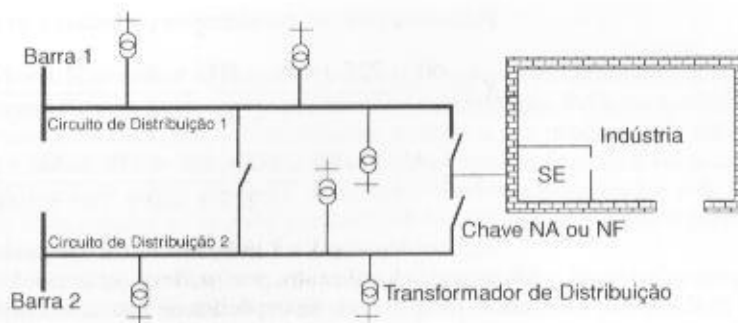 Barra 1
Circuito de Distribuição 1
Indústria
SE
Circuito de Distribuição 2
Chave NA ou NF
Barra 2
Transformador de Distribuição